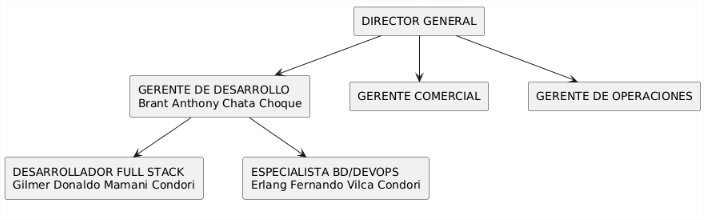 DIRECTOR GENERAL
GERENTE DE DESARROLLO
Brant Anthony Chata Choque
GERENTE COMERCIAL
GERENTE DE OPERACIONES
DESARROLLADOR FULL STACK
Gilmer Donaldo Mamani Condori
ESPECIALISTA BD/DEVOPS
Erlang Fernando Vilca Condori